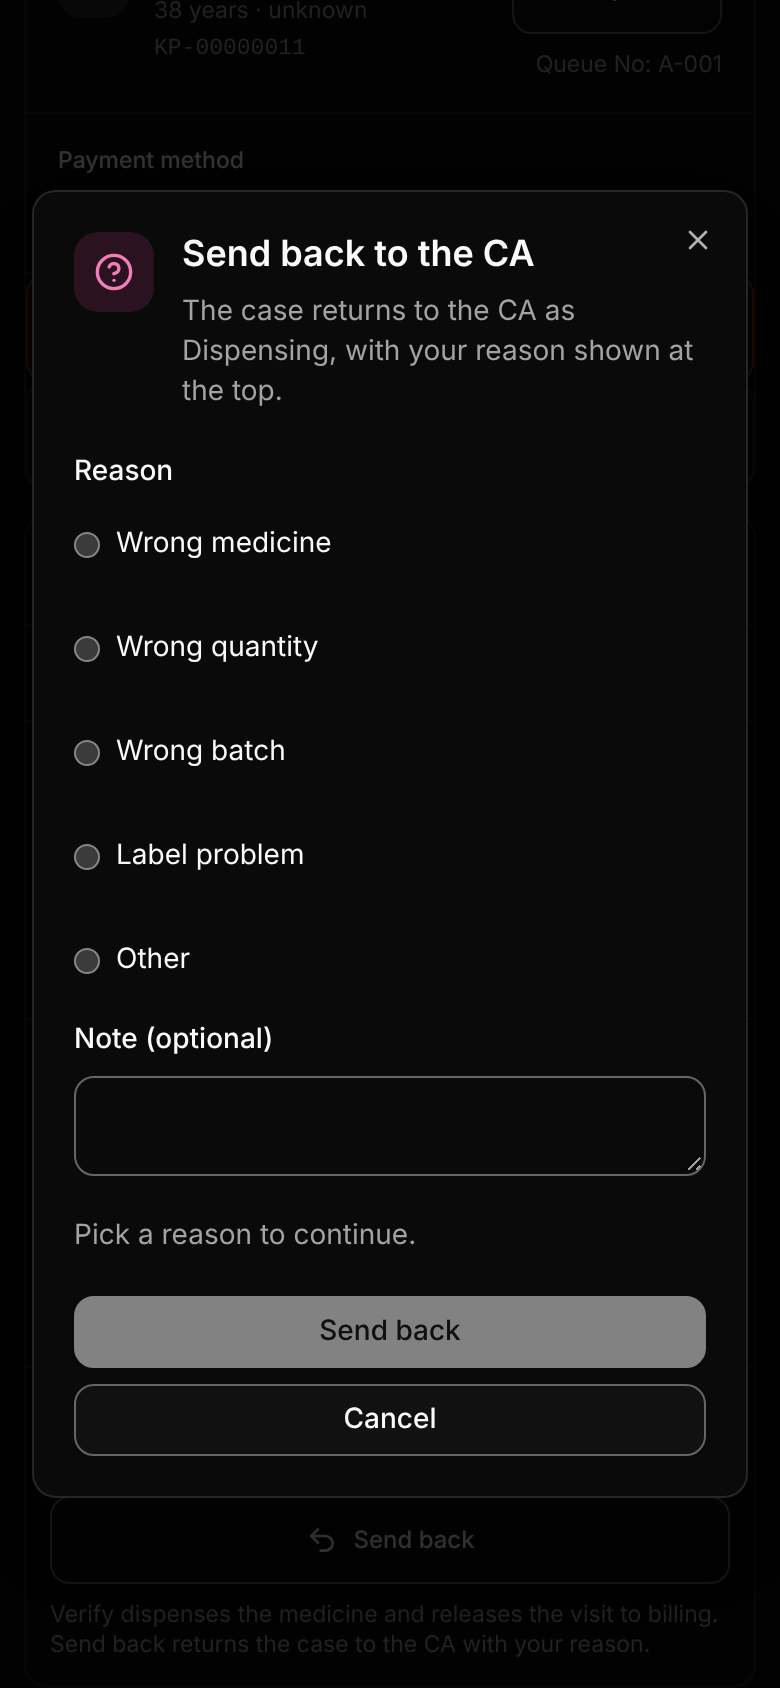 38 years · unknown
KP-00000011
Queue No: A-001
Payment method
Send back to the CA
The case returns to the CA as
Dispensing, with your reason shown at
the top.
Reason
Wrong medicine
Wrong quantity
Wrong batch
Label problem
Other
Note (optional)
Pick a reason to continue.
Send back
Cancel
Send back
Verify dispenses the medicine and releases the visit to billing.
Send back returns the case to the CA with your reason.